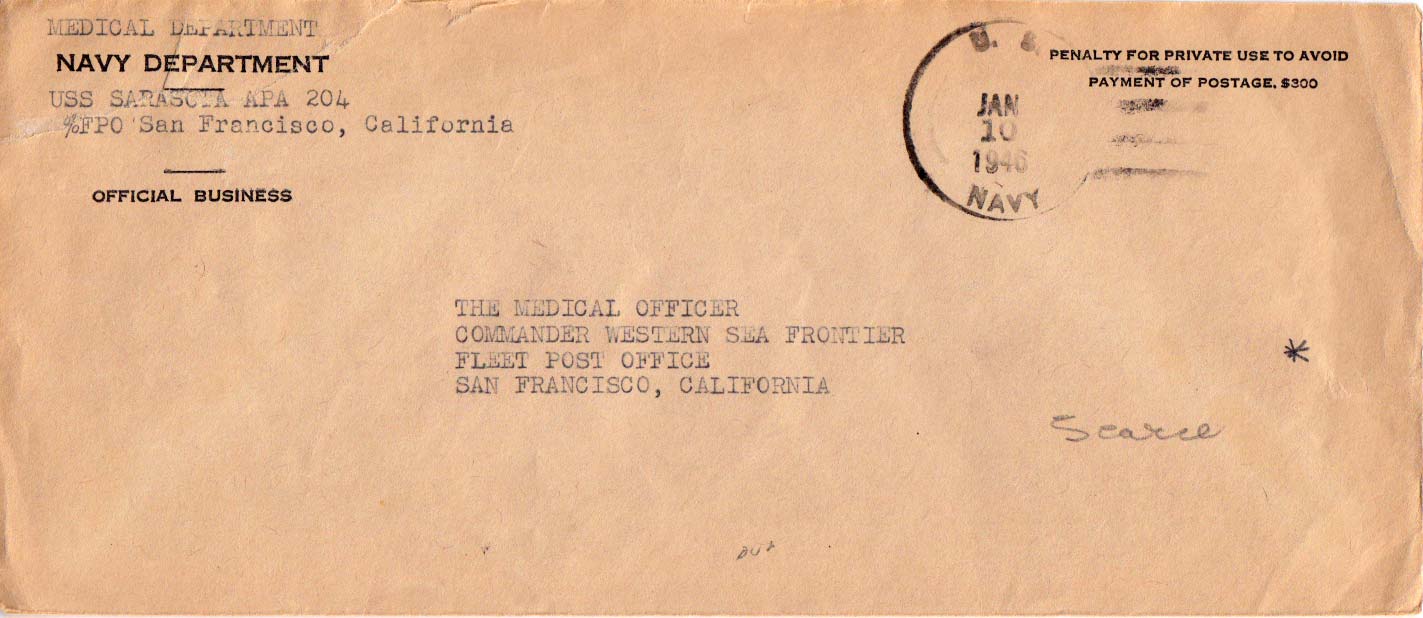 MEDICAL DEPARTMENT
NAVY DEPARTMENT
USS SARASOTA APA 204
%FPO San Francisco, California
OFFICIAL BUSINESS
U. S.
JAN
10
1946
NAVY
PENALTY FOR PRIVATE USE TO AVOID
PAYMENT OF POSTAGE, $300
THE MEDICAL OFFICER
COMMANDER WESTERN SEA FRONTIER
FLEET POST OFFICE
SAN FRANCISCO, CALIFORNIA
*
Scarce